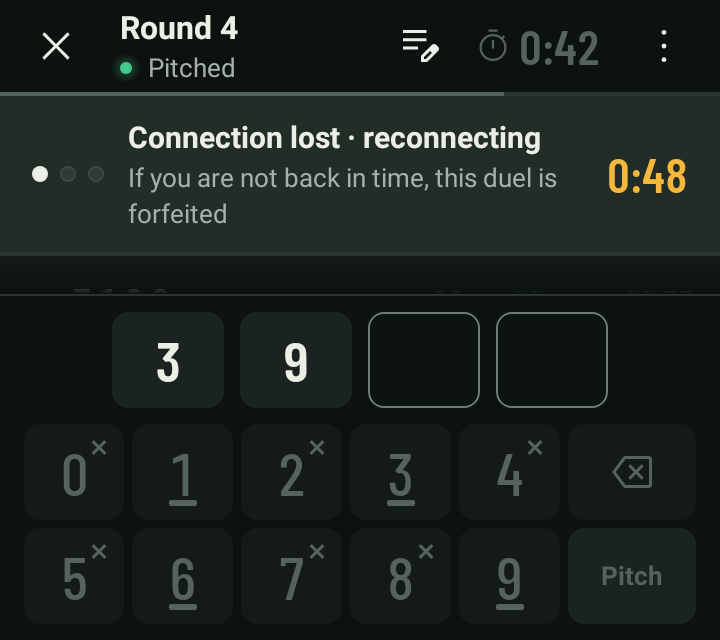 Round 4
0:42
Pitched
Connection lost · reconnecting
If you are not back in time, this duel is
forfeited
0:48
3 9
0 1 2 3 4
5 6 7 8 9 Pitch